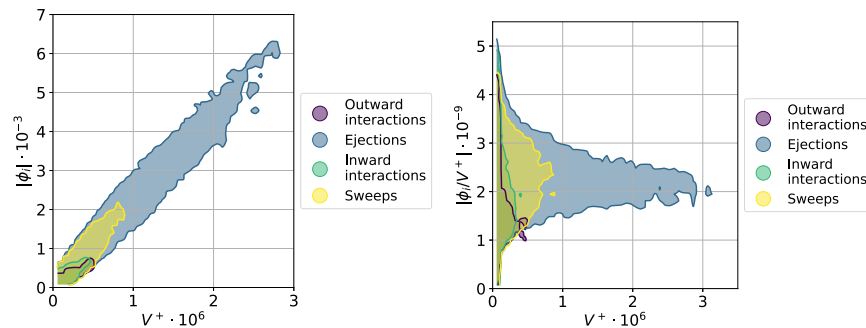 7
6
5
4
3
2
1
0
|ϕᵢ| · 10⁻³
0 1 2 3
V⁺ · 10⁶
Outward
interactions
Ejections
Inward
interactions
Sweeps
5
4
3
2
1
0
|ϕᵢ/V⁺| · 10⁻⁹
0 1 2 3
V⁺ · 10⁶
Outward
interactions
Ejections
Inward
interactions
Sweeps